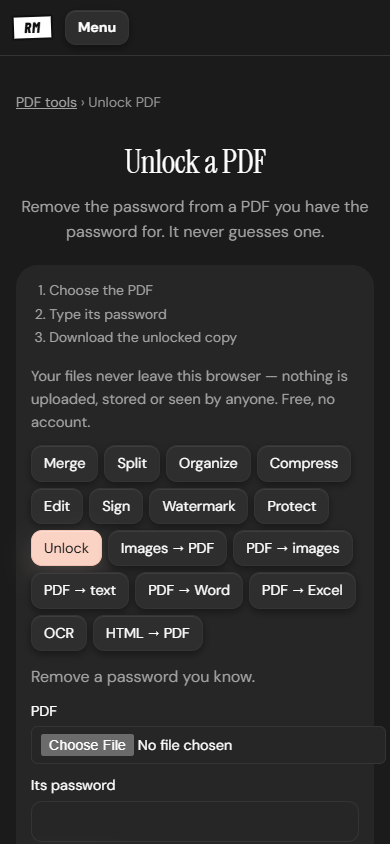 RM
Menu
PDF tools › Unlock PDF
Unlock a PDF
Remove the password from a PDF you have the
password for. It never guesses one.
1. Choose the PDF
2. Type its password
3. Download the unlocked copy
Your files never leave this browser — nothing is
uploaded, stored or seen by anyone. Free, no
account.
Merge Split Organize Compress
Edit Sign Watermark Protect
Unlock Images → PDF PDF → images
PDF → text PDF → Word PDF → Excel
OCR HTML → PDF
Remove a password you know.
PDF
Choose File No file chosen
Its password